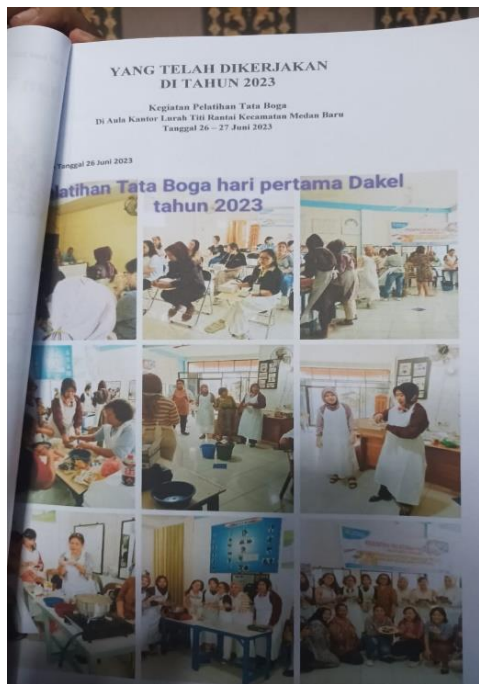 YANG TELAH DIKERJAKAN
DI TAHUN 2023
Kegiatan Pelatihan Tata Boga
Di Aula Kantor Lurah Titi Rantai Kecamatan Medan Baru
Tanggal 26 – 27 Juni 2023
Tanggal 26 Juni 2023
latihan Tata Boga hari pertama Dakel
tahun 2023